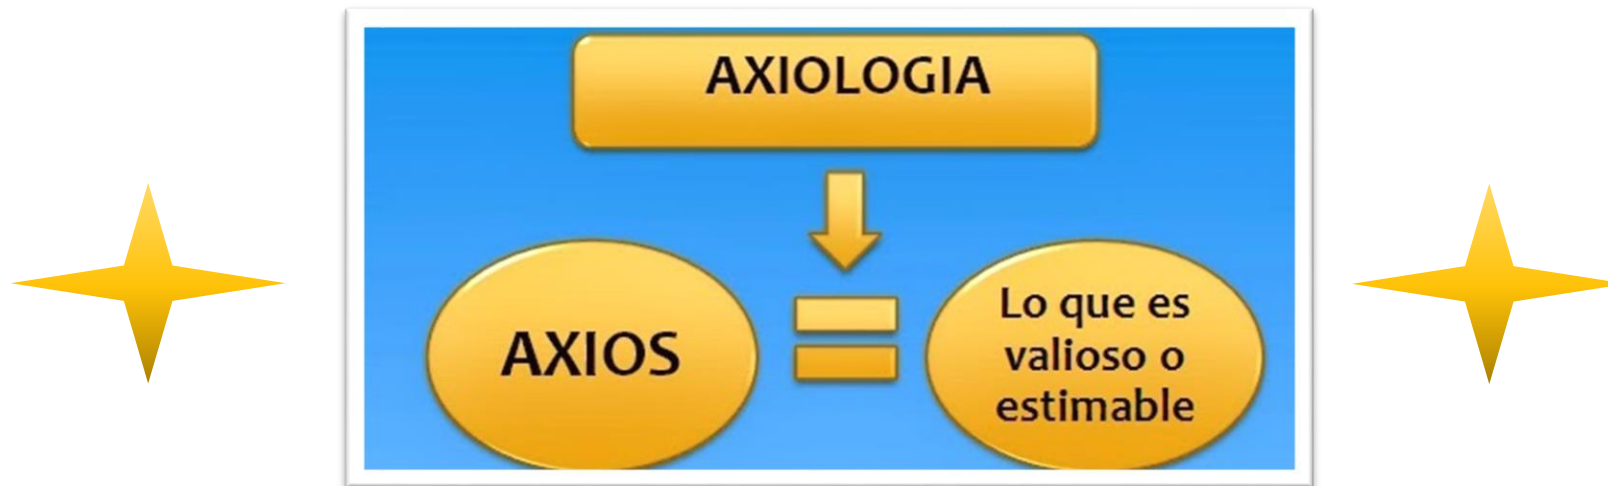 AXIOLOGIA
AXIOS
Lo que es
valioso o
estimable